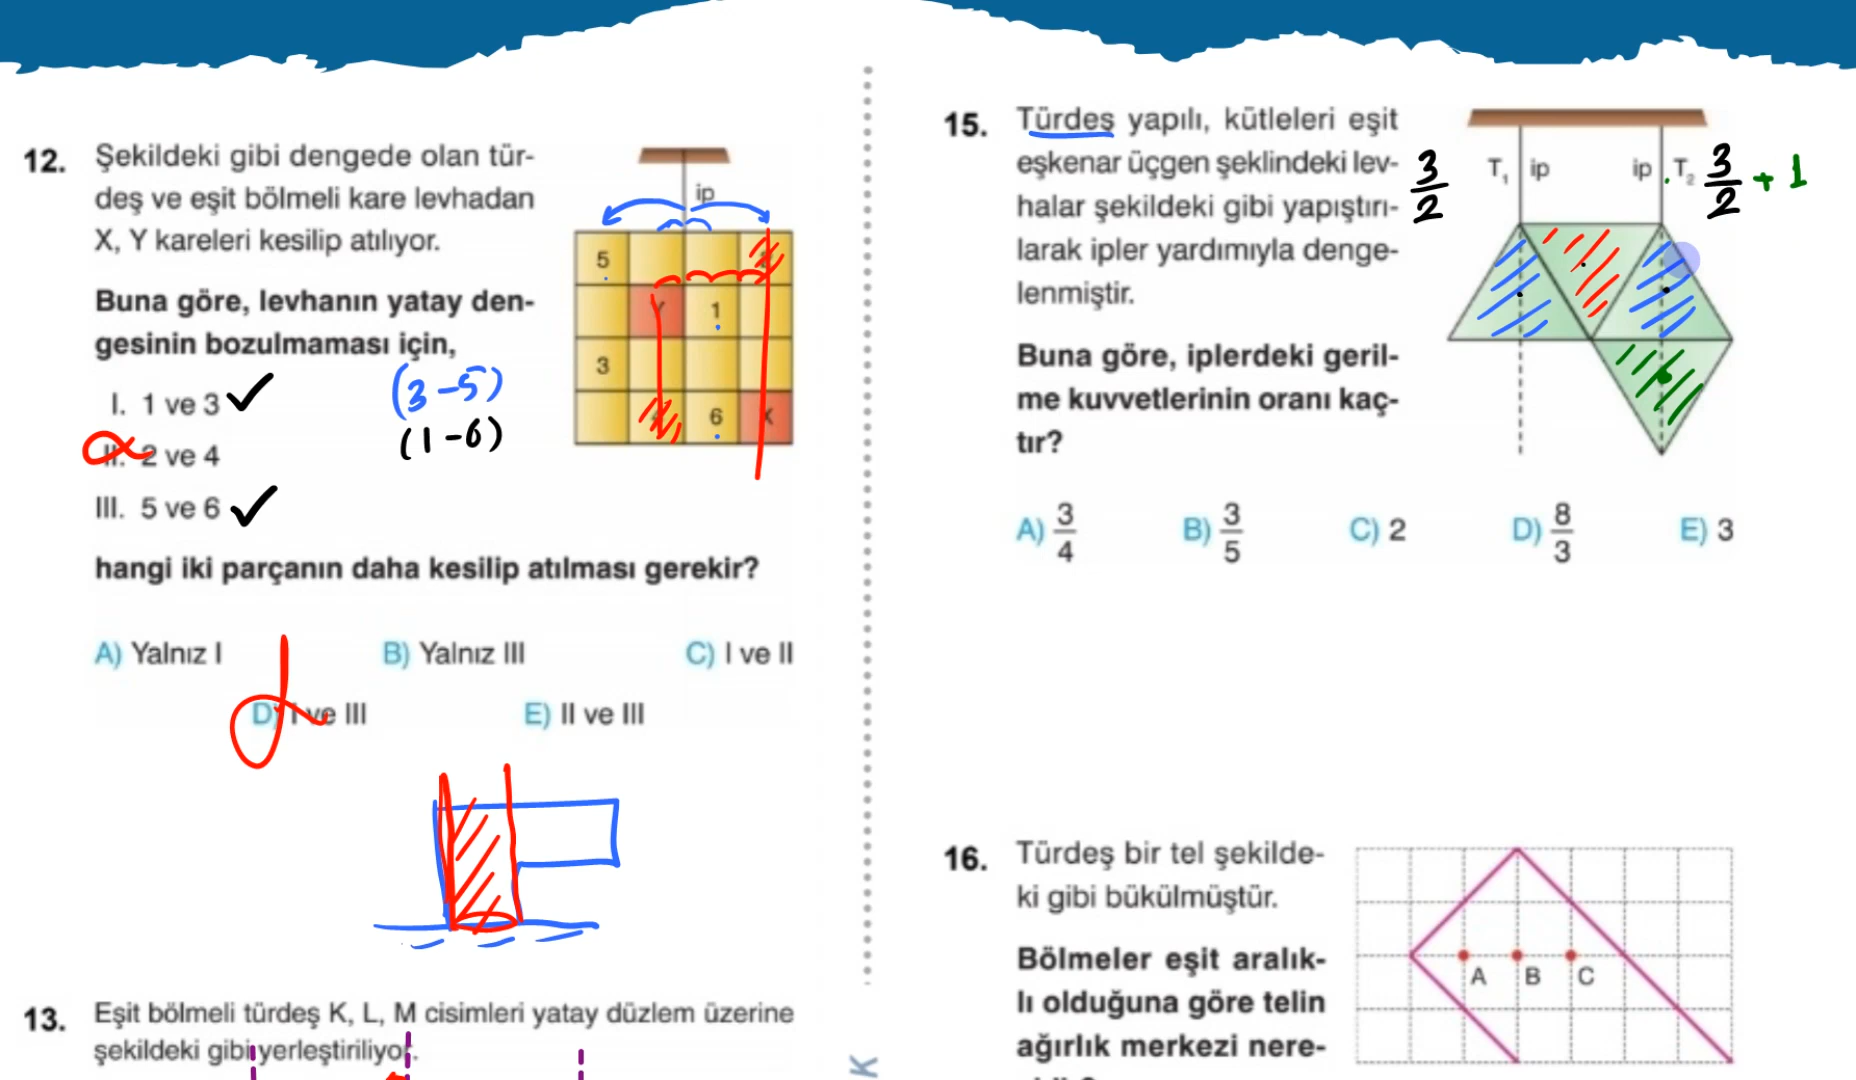 12. Şekildeki gibi dengede olan tür-
deş ve eşit bölmeli kare levhadan
X, Y kareleri kesilip atılıyor.
Buna göre, levhanın yatay den-
gesinin bozulmaması için,
I. 1 ve 3
II. 2 ve 4
III. 5 ve 6
(3-5)
(1-6)
hangi iki parçanın daha kesilip atılması gerekir?
A) Yalnız I
B) Yalnız III
C) I ve II
D) I ve III
E) II ve III
ip
5
Y 1
3
6 X
13. Eşit bölmeli türdeş K, L, M cisimleri yatay düzlem üzerine
şekildeki gibi yerleştiriliyor.
K
15. Türdeş yapılı, kütleleri eşit
eşkenar üçgen şeklindeki lev-
halar şekildeki gibi yapıştırı-
larak ipler yardımıyla denge-
lenmiştir.
Buna göre, iplerdeki geril-
me kuvvetlerinin oranı kaç-
tır?
3/2 T₁ ip ip T₂ 3/2 + 1
A) 3/4 B) 3/5 C) 2 D) 8/3 E) 3
16. Türdeş bir tel şekilde-
ki gibi bükülmüştür.
Bölmeler eşit aralık-
lı olduğuna göre telin
ağırlık merkezi nere-
A B C